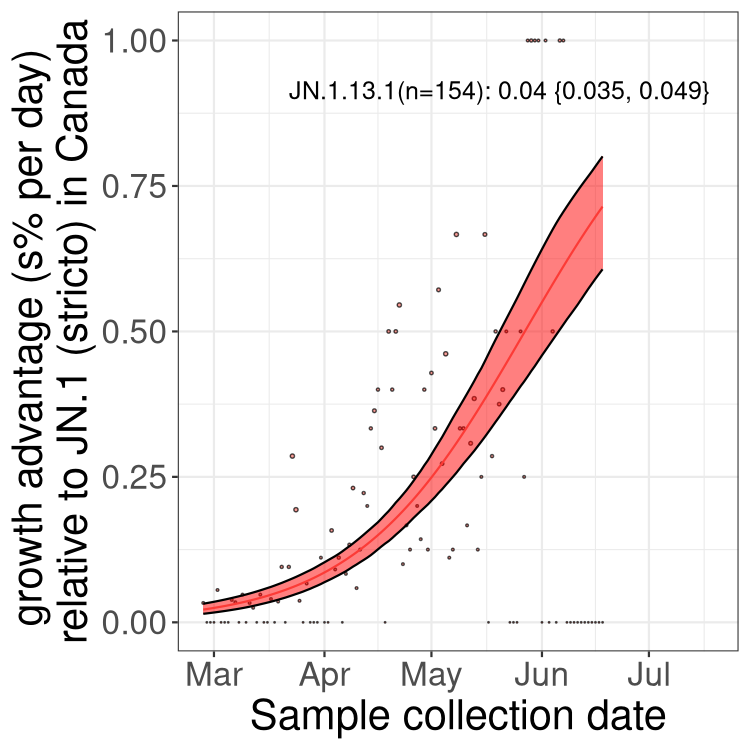 growth advantage (s% per day)
relative to JN.1 (stricto) in Canada
1.00
0.75
0.50
0.25
0.00
JN.1.13.1(n=154): 0.04 {0.035, 0.049}
Mar Apr May Jun Jul
Sample collection date